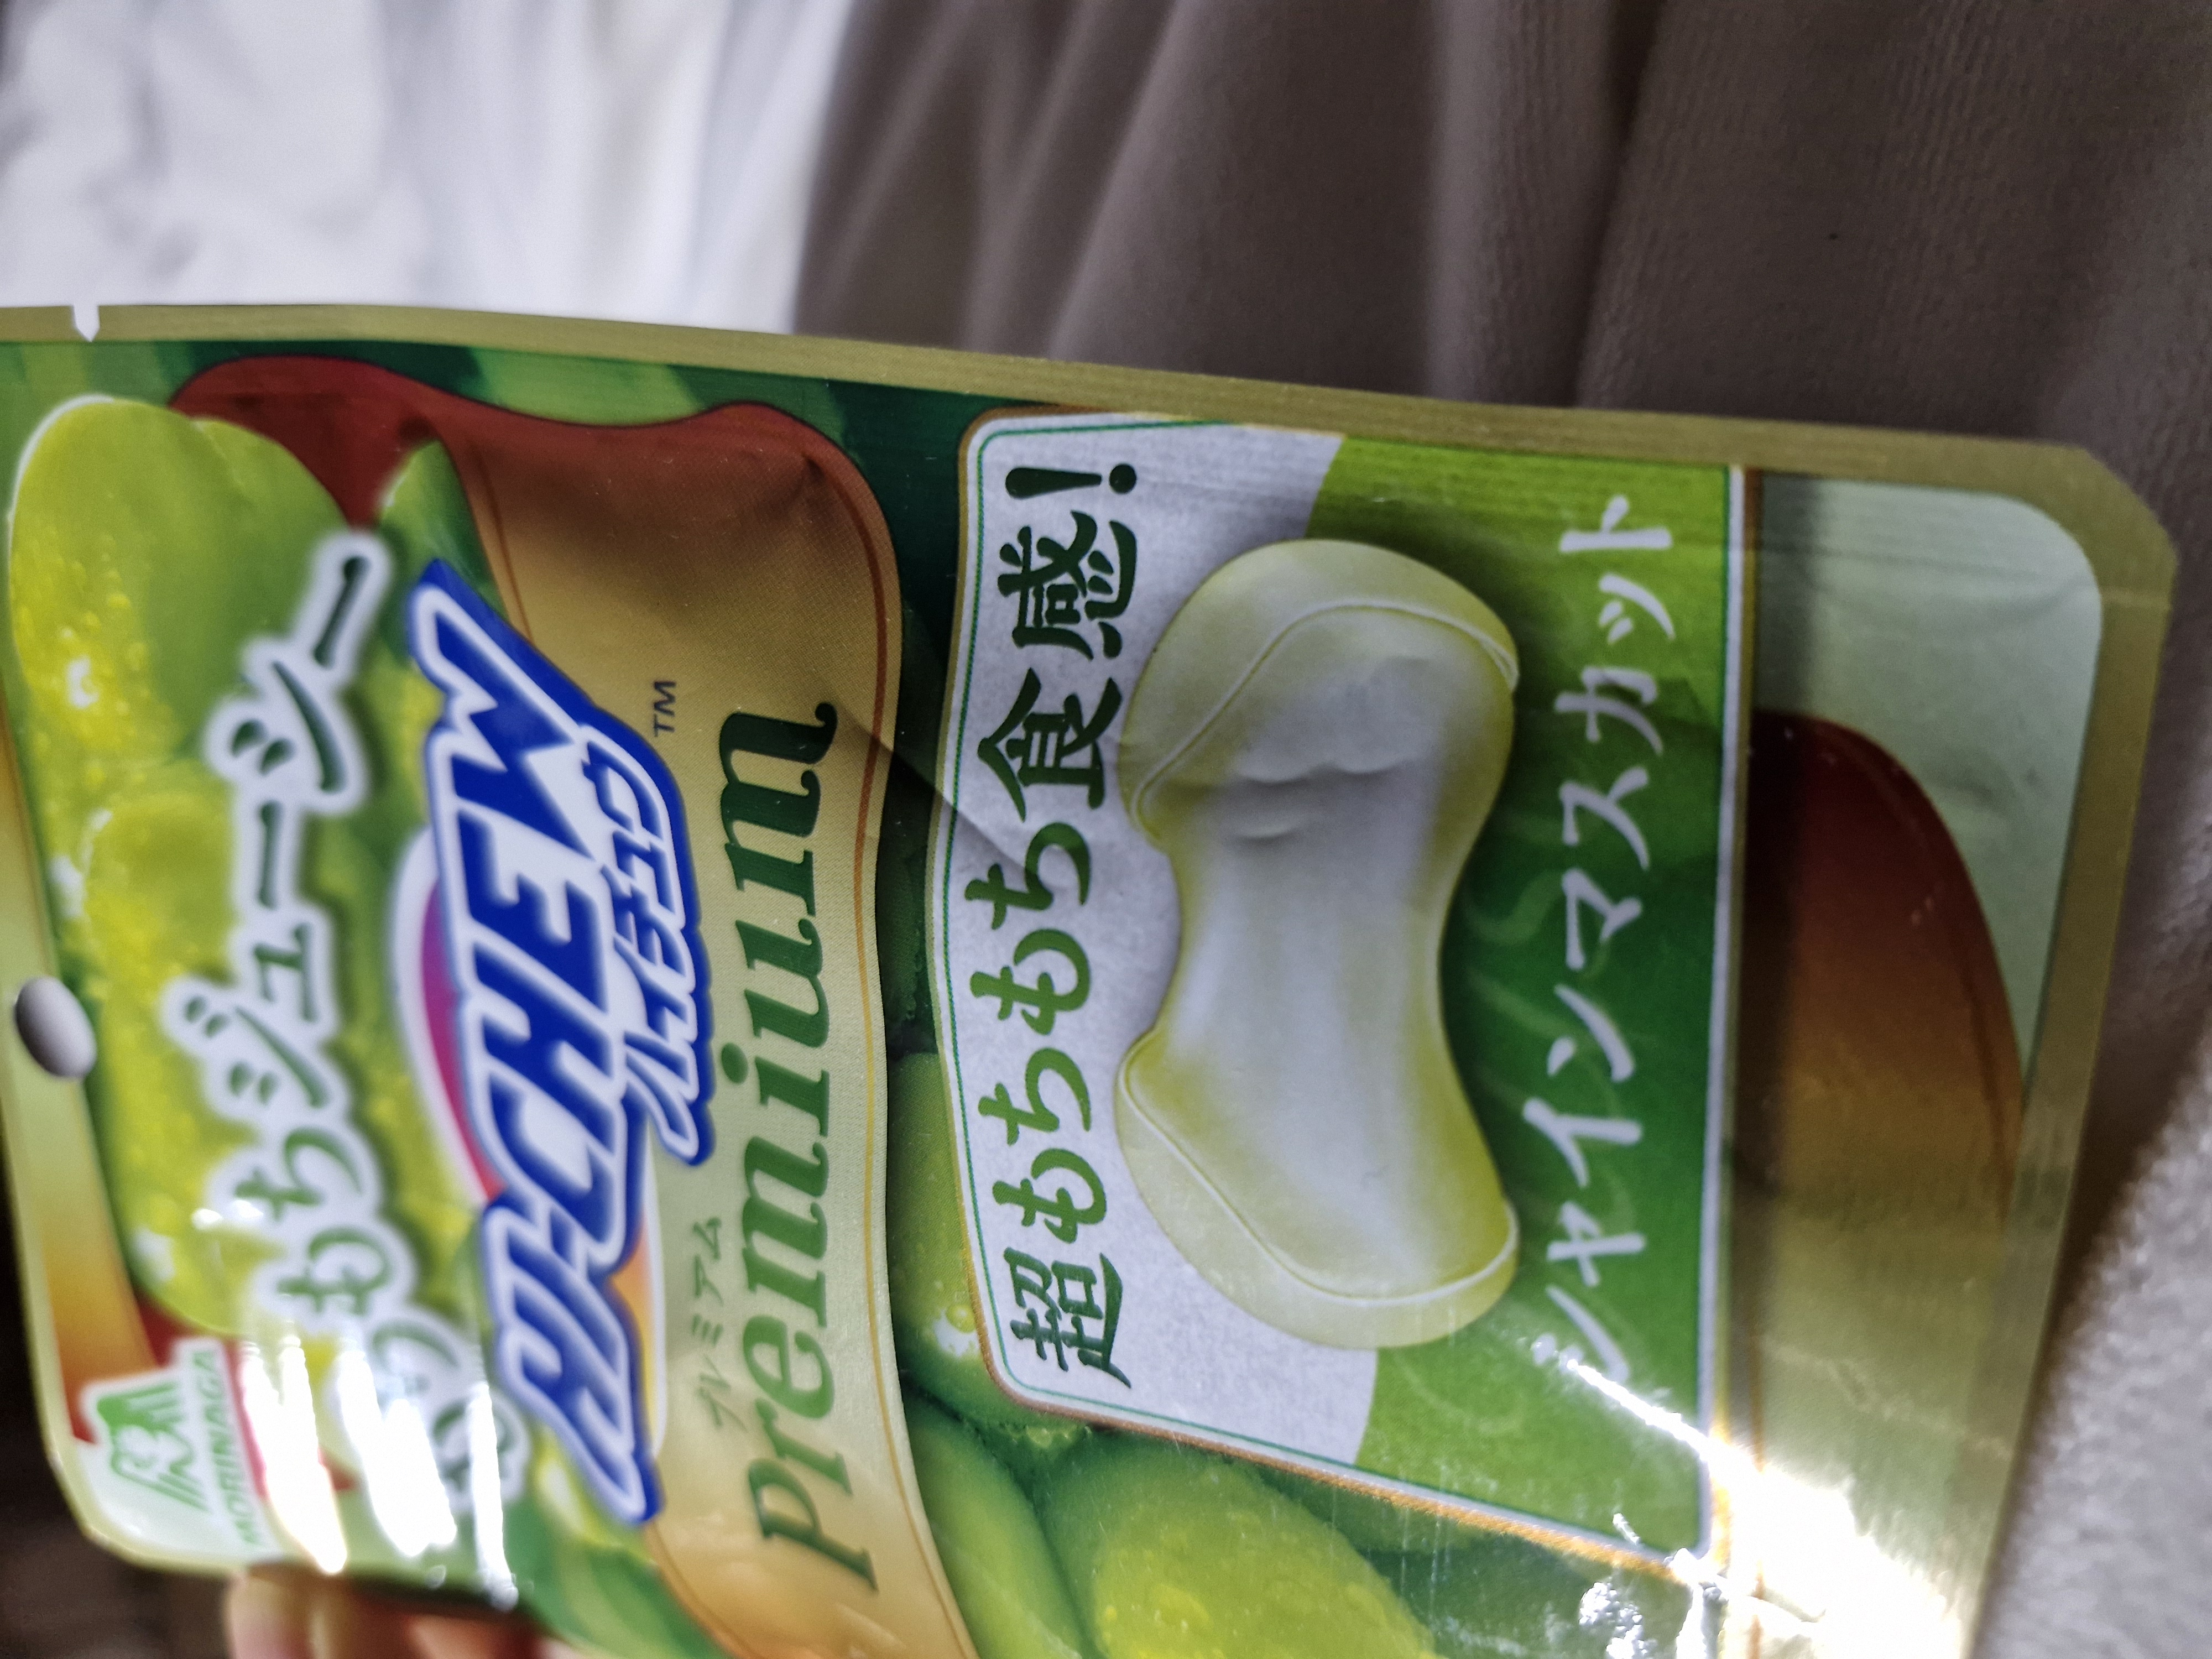 MORINAGA
もちジューシー
HI-CHEW
ハイチュウ
TM
プレミアム
Premium
超もちもち食感!
シャインマスカット